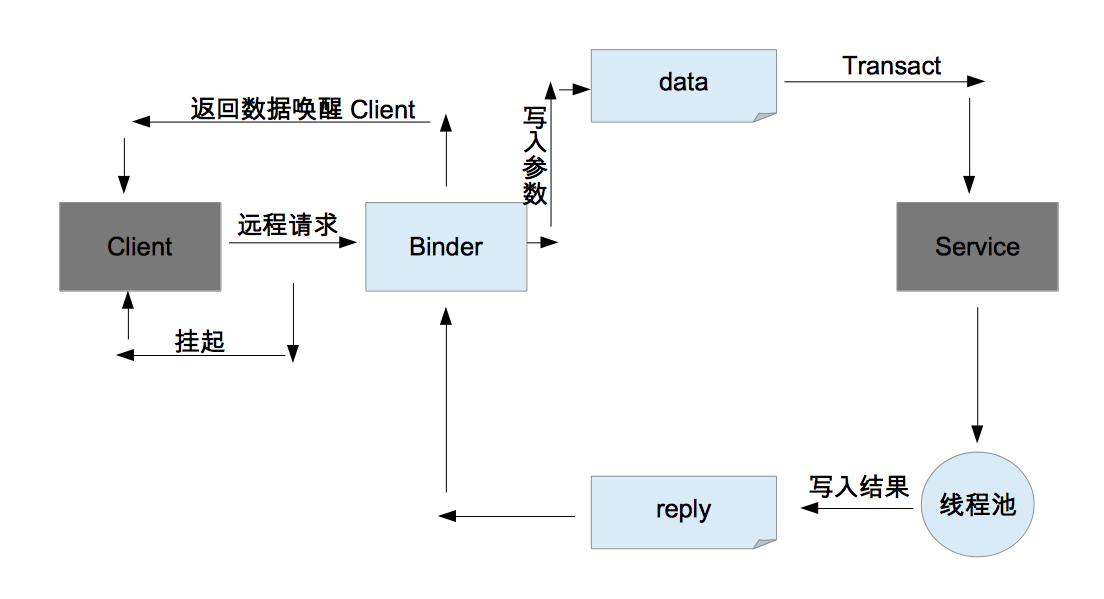 data
Transact
返回数据唤醒 Client
写入参数
Client
远程请求
Binder
Service
挂起
reply
写入结果
线程池